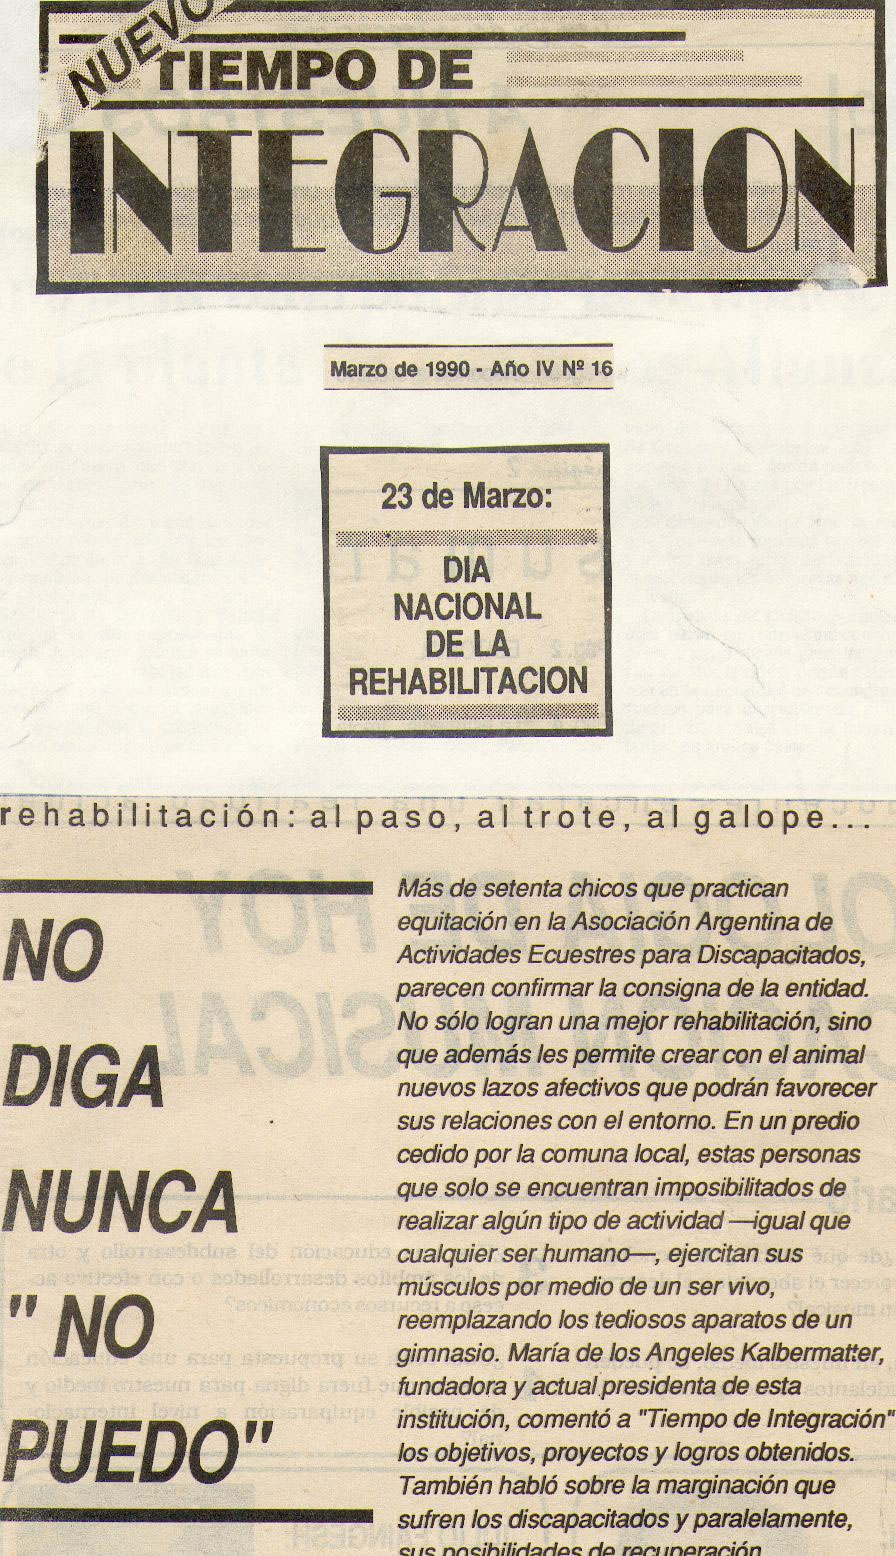 NUEVO
TIEMPO DE
INTEGRACION
Marzo de 1990 - Año IV Nº 16
23 de Marzo:
DIA
NACIONAL
DE LA
REHABILITACION
rehabilitación: al paso, al trote, al galope...
NO
DIGA
NUNCA
" NO
PUEDO"
Más de setenta chicos que practican
equitación en la Asociación Argentina de
Actividades Ecuestres para Discapacitados,
parecen confirmar la consigna de la entidad.
No sólo logran una mejor rehabilitación, sino
que además les permite crear con el animal
nuevos lazos afectivos que podrán favorecer
sus relaciones con el entorno. En un predio
cedido por la comuna local, estas personas
que solo se encuentran imposibilitados de
realizar algún tipo de actividad —igual que
cualquier ser humano—, ejercitan sus
músculos por medio de un ser vivo,
reemplazando los tediosos aparatos de un
gimnasio. María de los Angeles Kalbermatter,
fundadora y actual presidenta de esta
institución, comentó a "Tiempo de Integración"
los objetivos, proyectos y logros obtenidos.
También habló sobre la marginación que
sufren los discapacitados y paralelamente,
sus posibilidades de recuperación